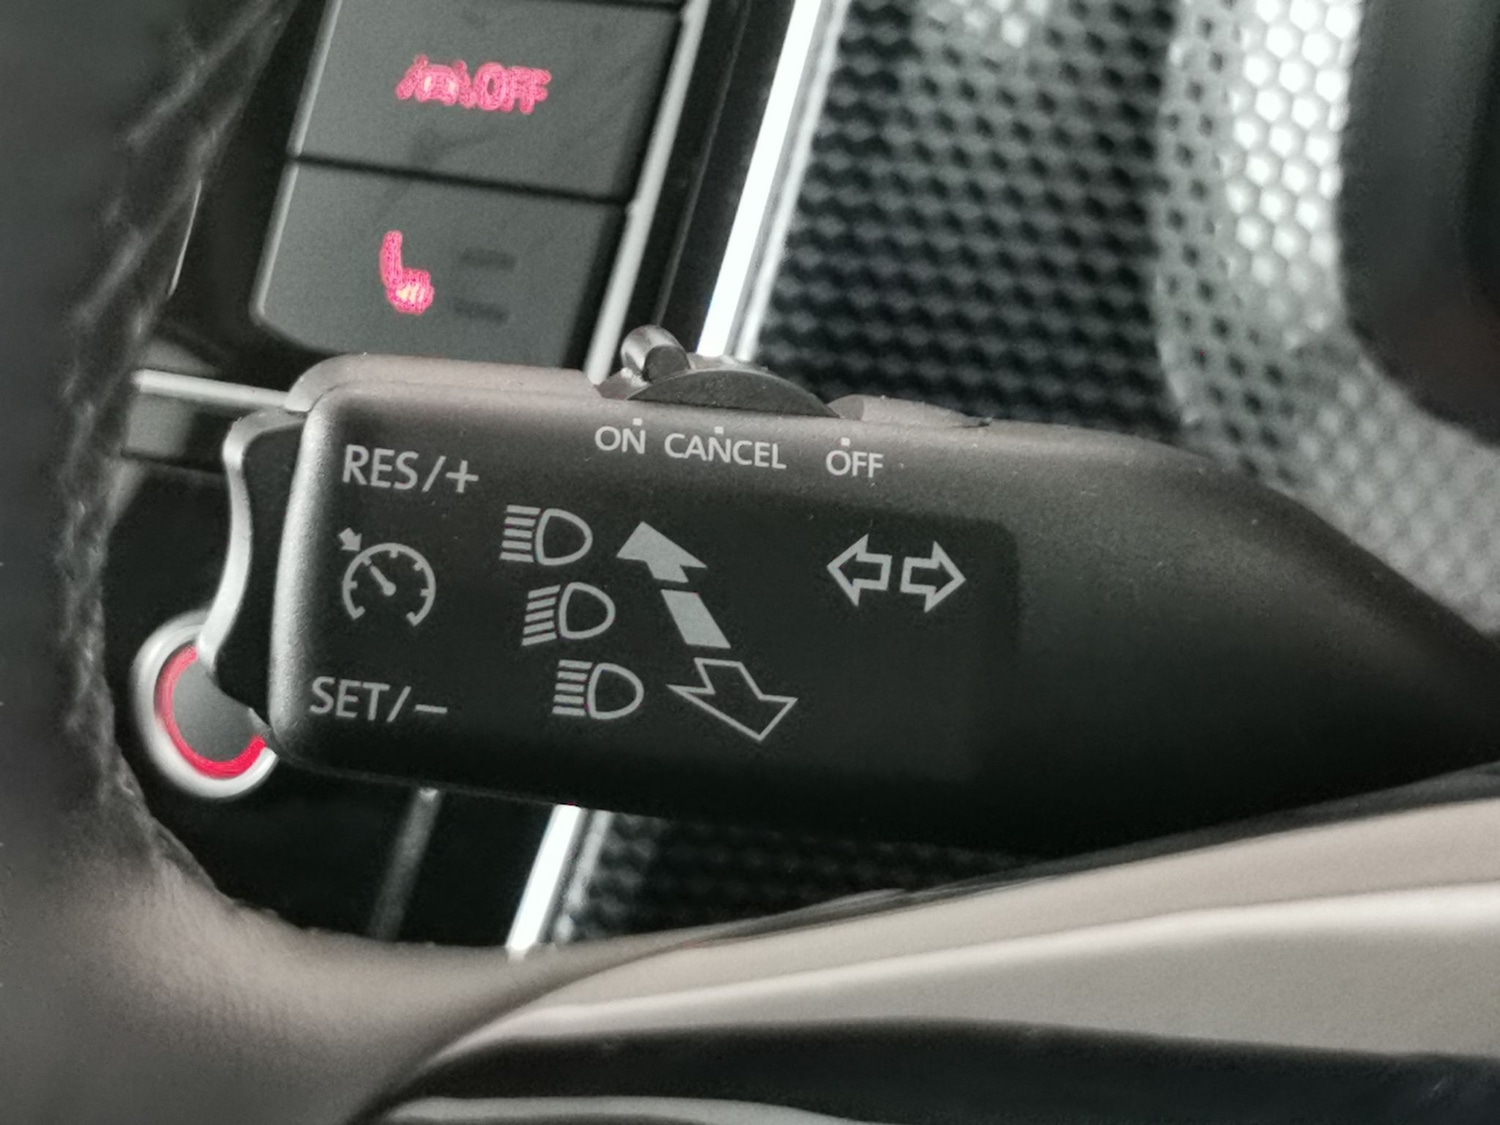 OFF
ON CANCEL OFF
RES/+
SET/−